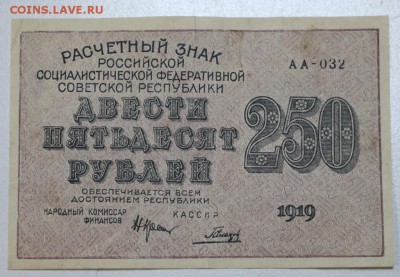 COINS.LAVE.RU
РАСЧЕТНЫЙ ЗНАК
РОССИЙСКОЙ
СОЦИАЛИСТИЧЕСКОЙ ФЕДЕРАТИВНОЙ
СОВЕТСКОЙ РЕСПУБЛИКИ
АА-032
ДВЕСТИ
ПЯТЬДЕСЯТ
РУБЛЕЙ
250
ОБЕСПЕЧИВАЕТСЯ ВСЕМ
ДОСТОЯНИЕМ РЕСПУБЛИКИ
НАРОДНЫЙ КОМИССАР
ФИНАНСОВ
КАССИР
1919